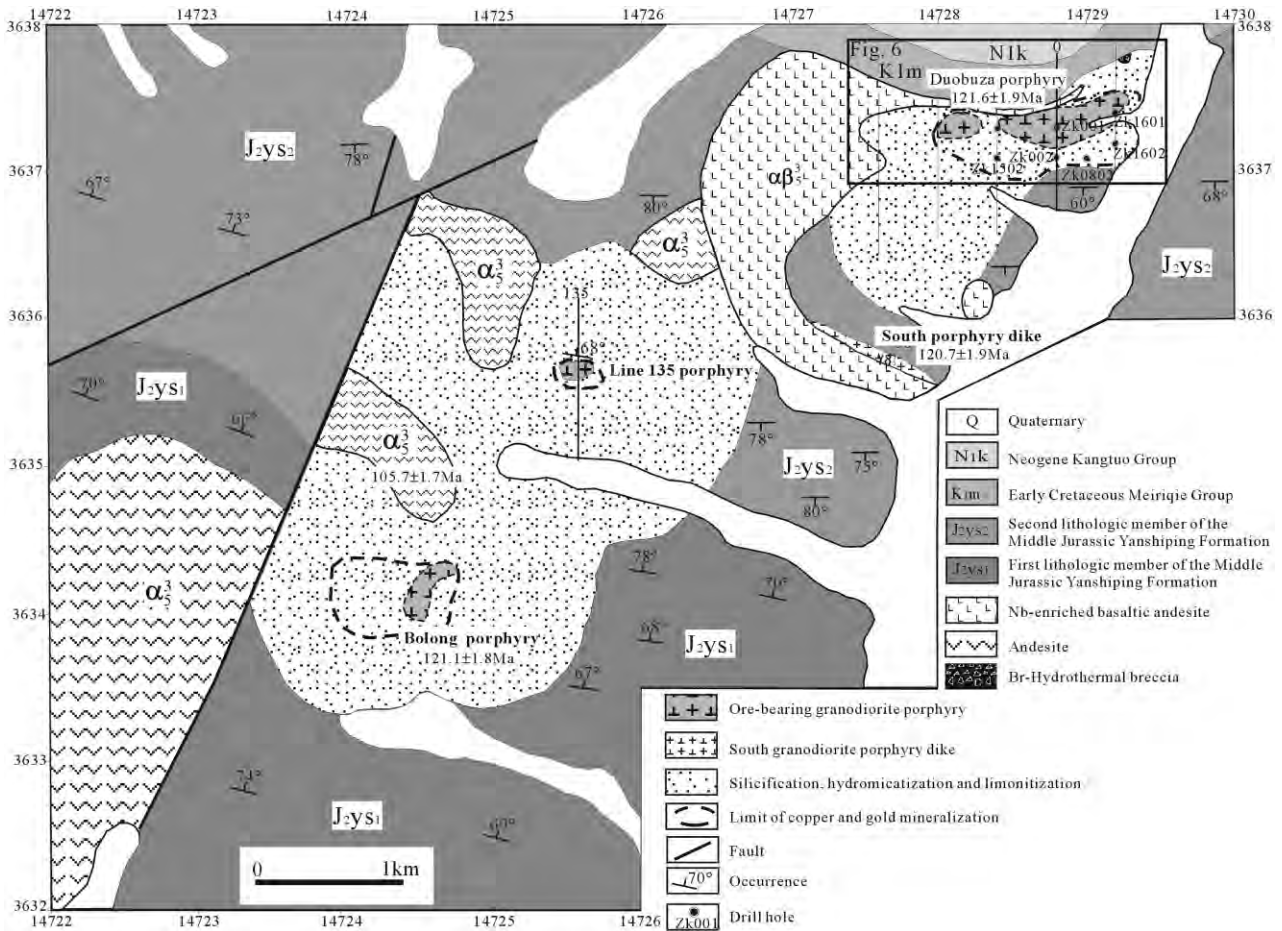 14722 14723 14724 14725 14726 14727 14728 14729 14730
3638 3638
Fig. 6 N1k
K1m 0
Duobuza porphyry
121.6±1.9Ma
J₂ys₂
78°
Zk001 Zk1601
Zk002 Zk1602
Zk0802
3637 3637
67°
73°
80°
60°
68°
αβ₅³
α₅³
α₅³
J₂ys₂
135
3636 3636
South porphyry dike
120.7±1.9Ma
68°
Line 135 porphyry
70°
J₂ys₁
α₅³
105.7±1.7Ma
78°
J₂ys₂
75°
80°
3635
α₅³
78°
70°
3634
Bolong porphyry
121.1±1.8Ma
68°
J₂ys₁
67°
3633
74°
J₂ys₁
0 1km
3632
14722 14723 14724 14725 14726
Q Quaternary
N1k Neogene Kangtuo Group
K1m Early Cretaceous Meiriqie Group
J2ys2 Second lithologic member of the
Middle Jurassic Yanshiping Formation
J2ys1 First lithologic member of the Middle
Jurassic Yanshiping Formation
Nb-enriched basaltic andesite
Andesite
Br-Hydrothermal breccia
Ore-bearing granodiorite porphyry
South granodiorite porphyry dike
Silicification, hydromicatization and limonitization
Limit of copper and gold mineralization
Fault
70° Occurrence
Zk001 Drill hole